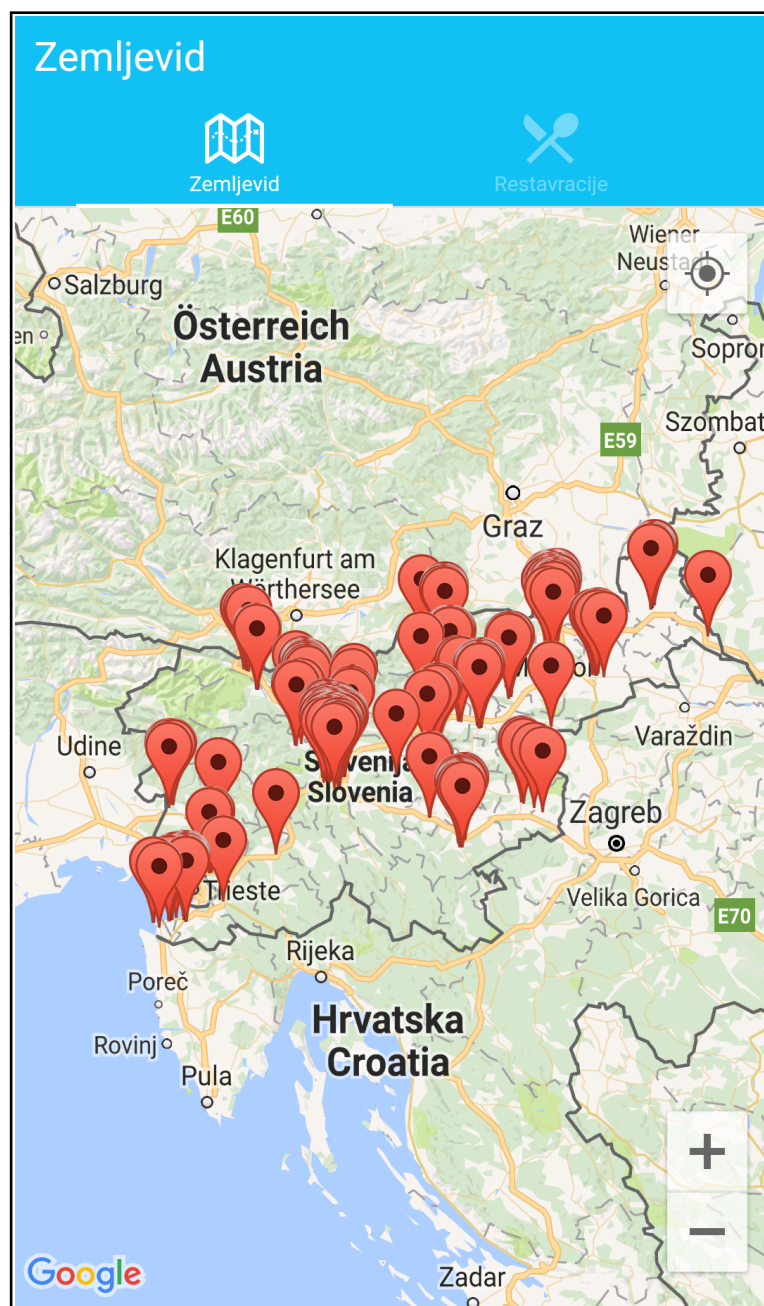 Zemljevid
Zemljevid
Restavracije
E60
Wiener
Neustadt
Salzburg
en
Österreich
Austria
Sopron
Szombat
E59
Graz
Klagenfurt am
Wörthersee
Varaždin
Udine
Slovenija
Slovenia
Zagreb
Trieste
Velika Gorica
E70
Rijeka
Poreč
Hrvatska
Croatia
Rovinj
Pula
+
−
Google
Zadar